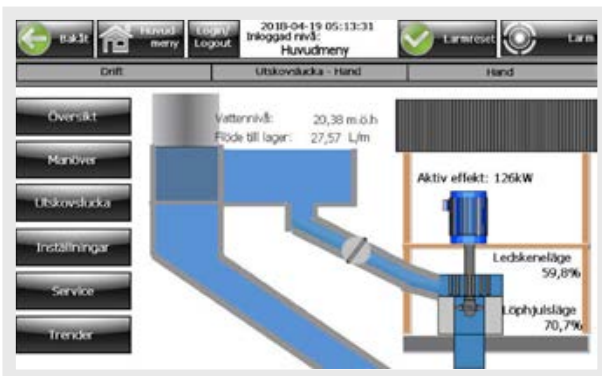 Bakåt
Huvud
meny
Login/
Logout
2018-04-19 05:13:31
Inloggad nivå:
Huvudmeny
Larmreset
Larm
Drift
Utskovslucka - Hand
Hand
Översikt
Manöver
Utskovslucka
Inställningar
Service
Trender
Vattennivå: 20,38 m.ö.h
Flöde till lager: 27,57 L/m
Aktiv effekt: 126kW
Ledskeneläge
59,8%
Löphjulsläge
70,7%